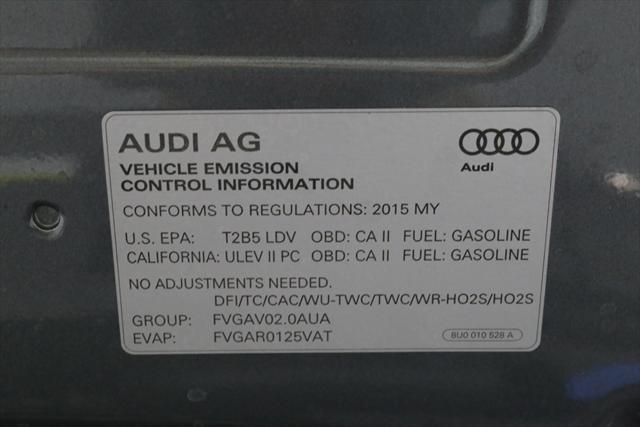 AUDI AG
Audi
VEHICLE EMISSION
CONTROL INFORMATION
CONFORMS TO REGULATIONS: 2015 MY
U.S. EPA: T2B5 LDV OBD: CA II FUEL: GASOLINE
CALIFORNIA: ULEV II PC OBD: CA II FUEL: GASOLINE
NO ADJUSTMENTS NEEDED.
DFI/TC/CAC/WU-TWC/TWC/WR-HO2S/HO2S
GROUP: FVGAV02.0AUA
EVAP: FVGAR0125VAT
8U0 010 528 A